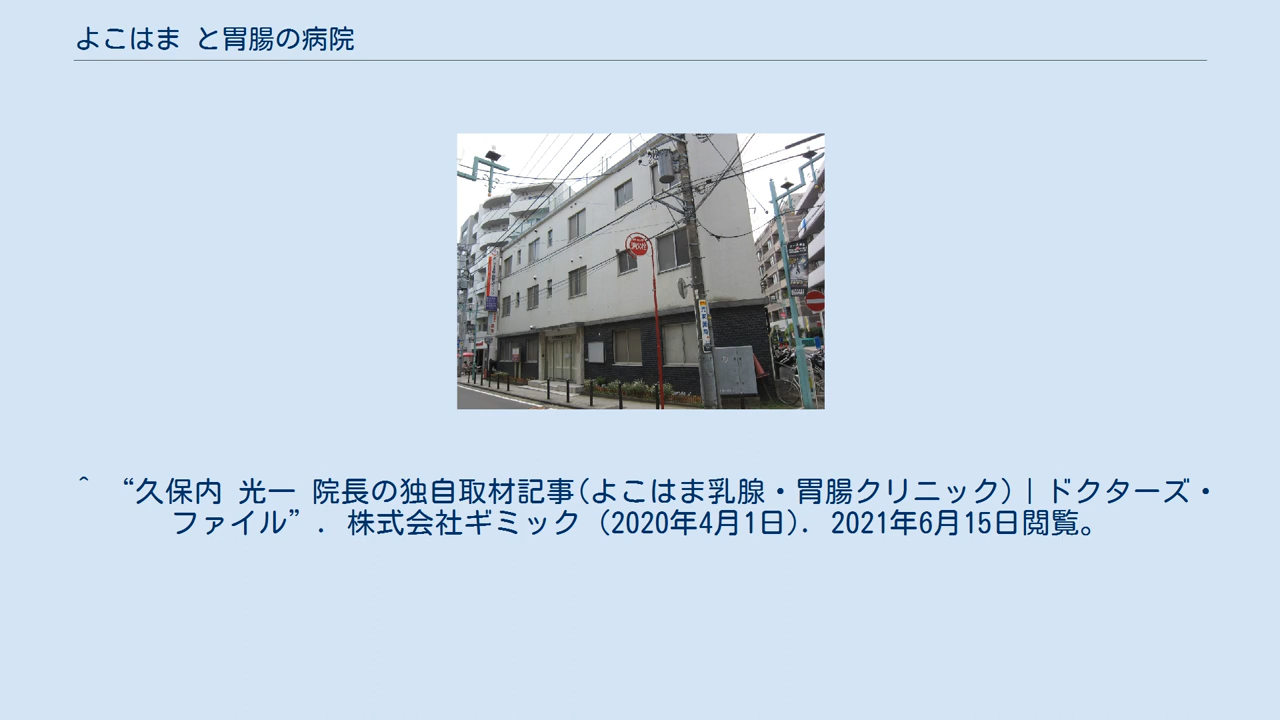 よこはま と胃腸の病院
^ “久保内 光一 院長の独自取材記事(よこはま乳腺・胃腸クリニック)｜ドクターズ・
ファイル”. 株式会社ギミック (2020年4月1日). 2021年6月15日閲覧。